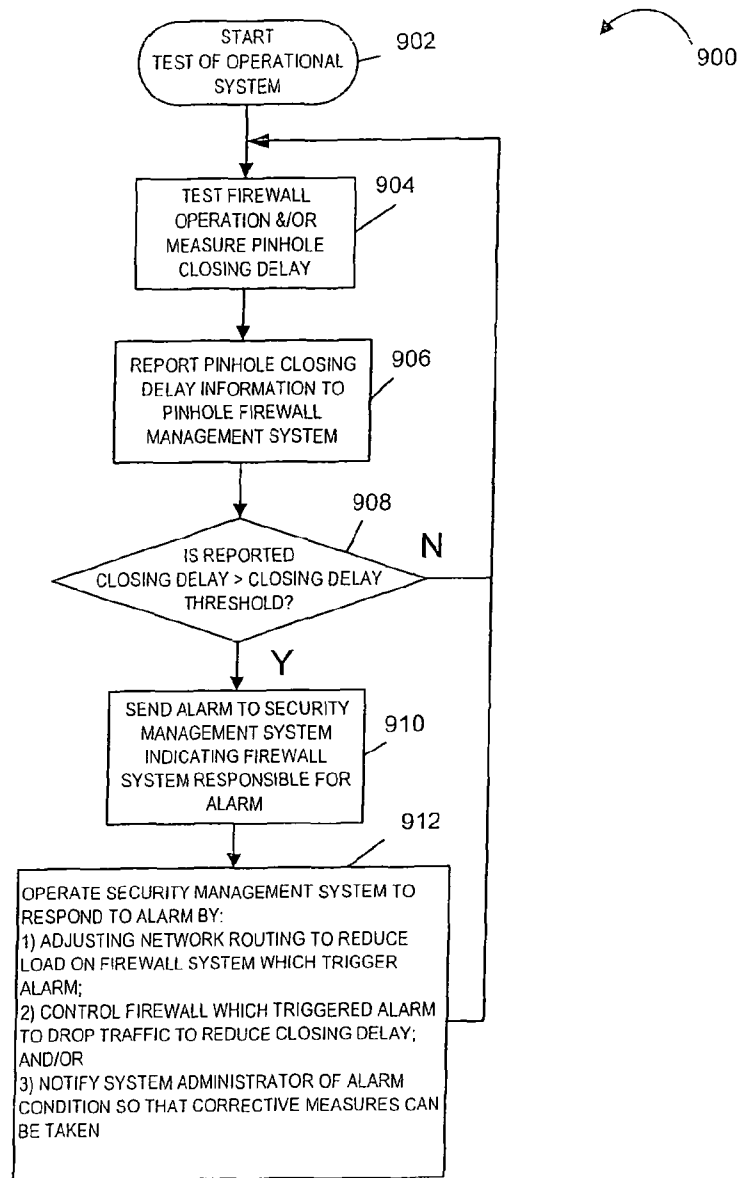 START
TEST OF OPERATIONAL
SYSTEM
902
900
TEST FIREWALL
OPERATION &/OR
MEASURE PINHOLE
CLOSING DELAY
904
REPORT PINHOLE CLOSING
DELAY INFORMATION TO
PINHOLE FIREWALL
MANAGEMENT SYSTEM
906
908
IS REPORTED
CLOSING DELAY > CLOSING DELAY
THRESHOLD?
N
Y
SEND ALARM TO SECURITY
MANAGEMENT SYSTEM
INDICATING FIREWALL
SYSTEM RESPONSIBLE FOR
ALARM
910
912
OPERATE SECURITY MANAGEMENT SYSTEM TO
RESPOND TO ALARM BY:
1) ADJUSTING NETWORK ROUTING TO REDUCE
LOAD ON FIREWALL SYSTEM WHICH TRIGGER
ALARM;
2) CONTROL FIREWALL WHICH TRIGGERED ALARM
TO DROP TRAFFIC TO REDUCE CLOSING DELAY;
AND/OR
3) NOTIFY SYSTEM ADMINISTRATOR OF ALARM
CONDITION SO THAT CORRECTIVE MEASURES CAN
BE TAKEN